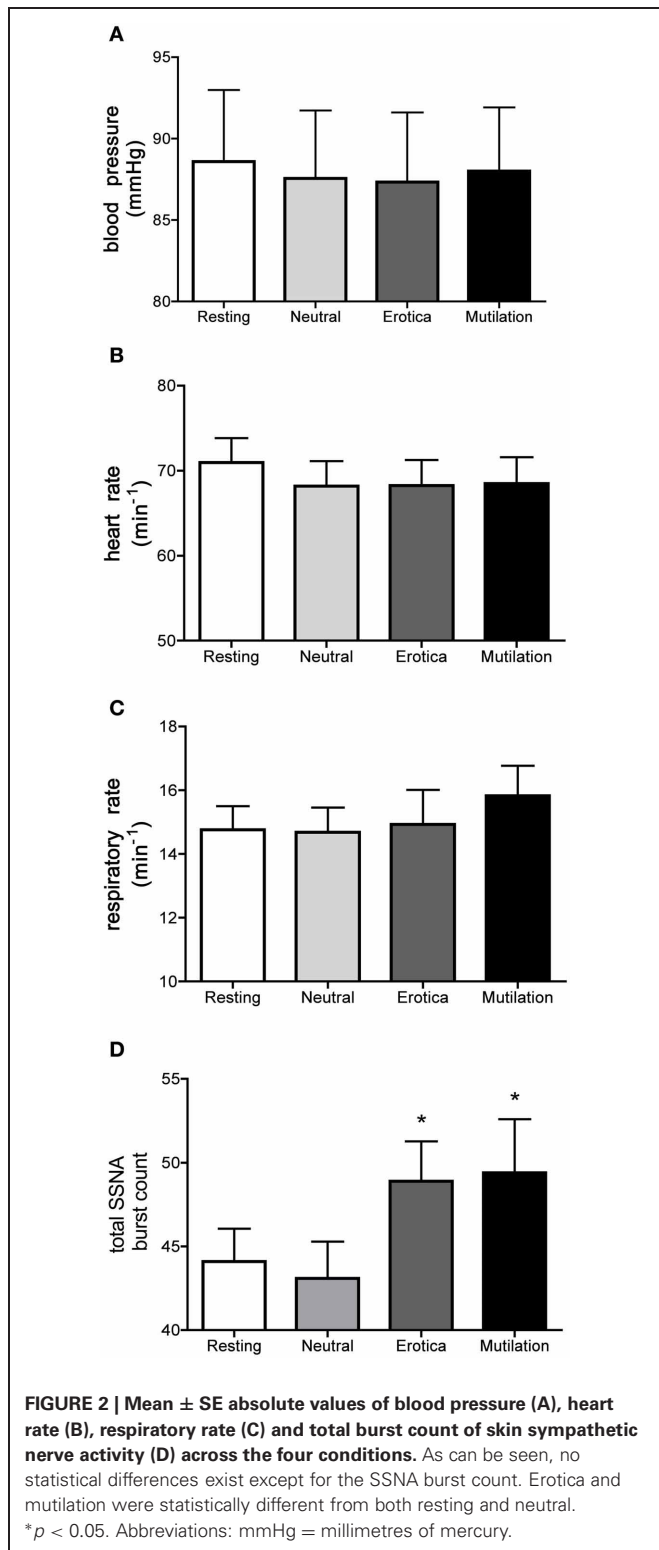 A
95
90
85
80
blood pressure
(mmHg)
Resting Neutral Erotica Mutilation
B
80
70
60
50
heart rate
(min-1)
Resting Neutral Erotica Mutilation
C
18
16
14
12
10
respiratory rate
(min-1)
Resting Neutral Erotica Mutilation
D
55
50
45
40
total SSNA
burst count
* *
Resting Neutral Erotica Mutilation
FIGURE 2 | Mean ± SE absolute values of blood pressure (A), heart
rate (B), respiratory rate (C) and total burst count of skin sympathetic
nerve activity (D) across the four conditions. As can be seen, no
statistical differences exist except for the SSNA burst count. Erotica and
mutilation were statistically different from both resting and neutral.
*p < 0.05. Abbreviations: mmHg = millimetres of mercury.